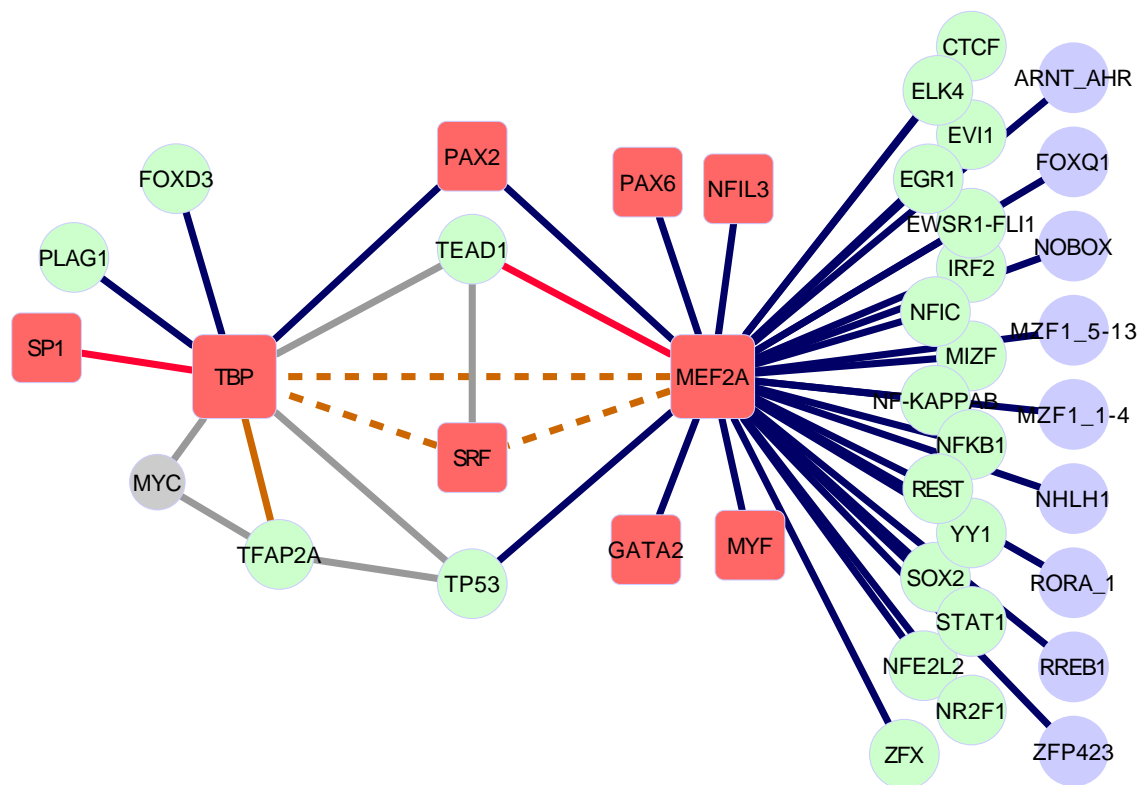 CTCF
ARNT_AHR
ELK4
EVI1
PAX2
FOXQ1
FOXD3
PAX6
NFIL3
EGR1
EWSR1-FLI1
TEAD1
NOBOX
PLAG1
IRF2
NFIC
MZF1_5-13
SP1
MIZF
TBP
MEF2A
NF-KAPPAB
MZF1_1-4
NFKB1
SRF
MYC
REST
NHLH1
YY1
GATA2
MYF
TFAP2A
TP53
SOX2
RORA_1
STAT1
NFE2L2
RREB1
NR2F1
ZFX
ZFP423